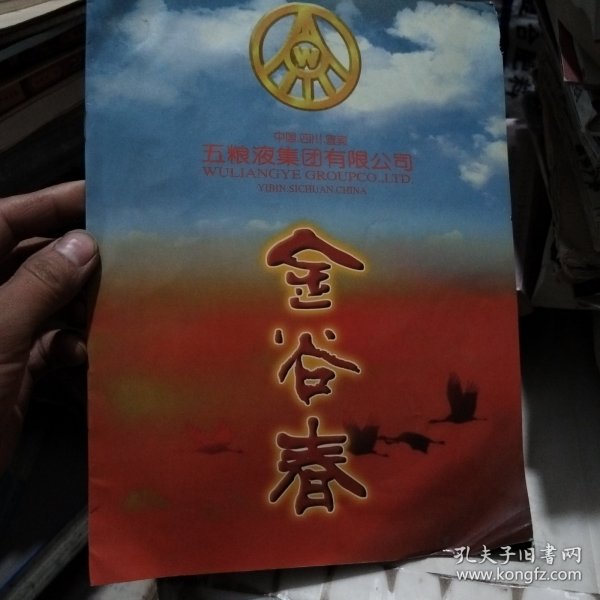 W
中国.四川.宜宾
五粮液集团有限公司
WULIANGYE GROUPCO.,LTD.
YIBIN·SICHUAN.CHINA
金谷春
孔夫子旧書网
www.kongfz.com